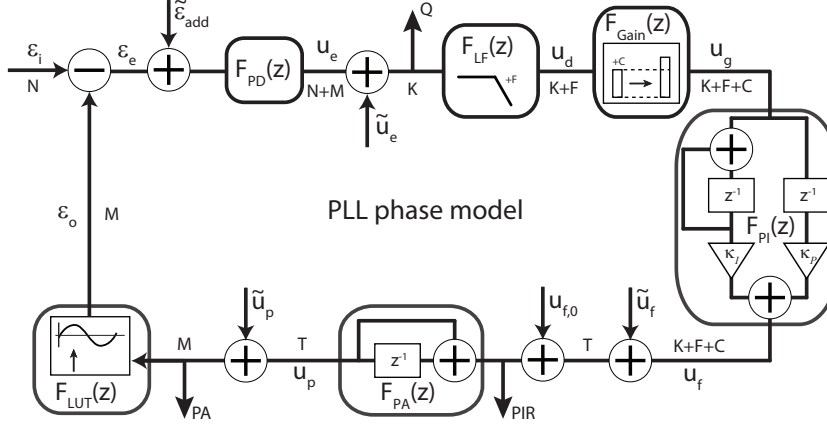 ε̃add
Q
εi
εe
N
FPD(z)
ue
N+M
K
ũe
FLF(z)
+F
ud
K+F
FGain(z)
+C
ug
K+F+C
z-1
z-1
FPI(z)
κI
κP
PLL phase model
εo
M
ũp
uf,0
ũf
M
T
up
z-1
T
K+F+C
uf
FLUT(z)
PA
FPA(z)
PIR